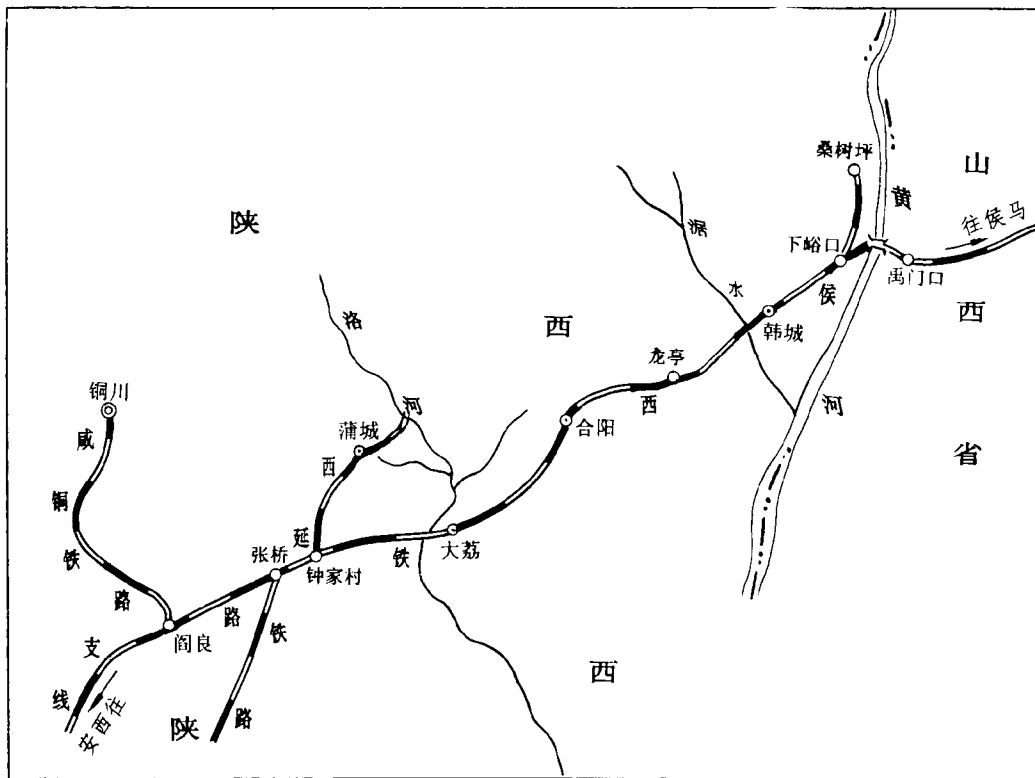 桑树坪
山
陕
黄
往侯马
下峪口
禹门口
涺
水
侯
韩城
西
西
洛
龙亭
西
河
合阳
铜川
咸
河
蒲城
省
西
铜
延
大荔
张桥
钟家村
铁
铁
路
路
铁
阎良
支
西
线
往西安
陕
路